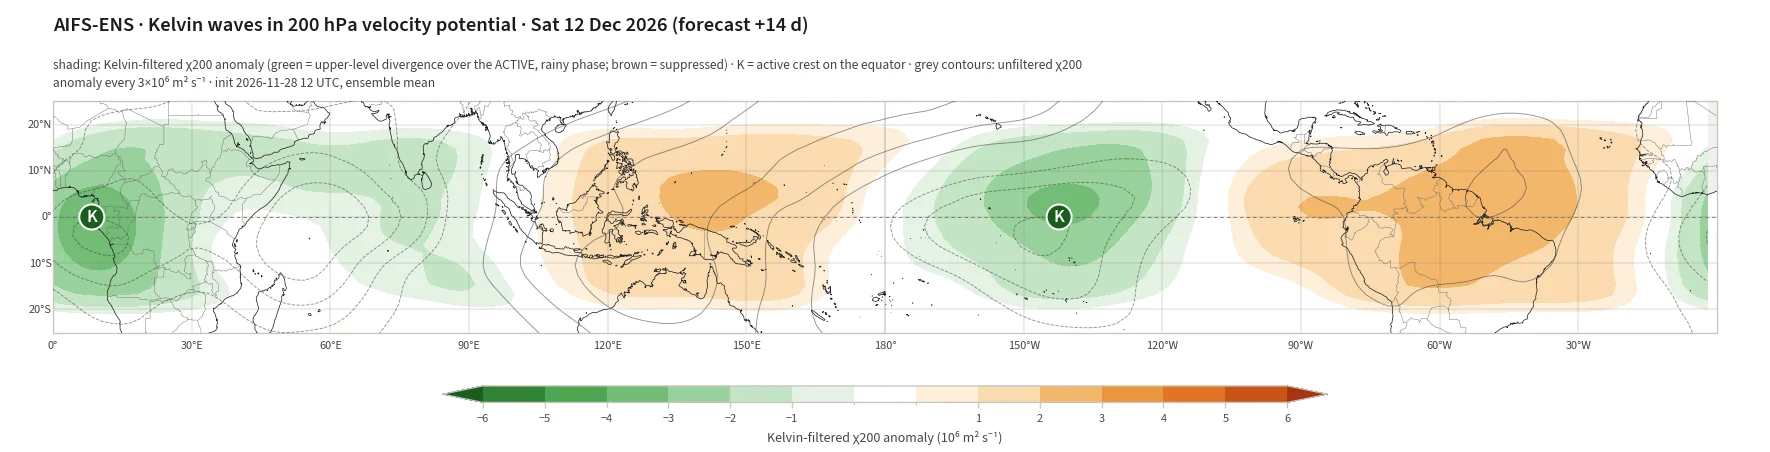 AIFS-ENS · Kelvin waves in 200 hPa velocity potential · Sat 12 Dec 2026 (forecast +14 d)
shading: Kelvin-filtered χ200 anomaly (green = upper-level divergence over the ACTIVE, rainy phase; brown = suppressed) · K = active crest on the equator · grey contours: unfiltered χ200
anomaly every 3×10⁶ m² s⁻¹ · init 2026-11-28 12 UTC, ensemble mean
20°N
10°N
0°
10°S
20°S
K
K
0° 30°E 60°E 90°E 120°E 150°E 180° 150°W 120°W 90°W 60°W 30°W
−6 −5 −4 −3 −2 −1 1 2 3 4 5 6
Kelvin-filtered χ200 anomaly (10⁶ m² s⁻¹)